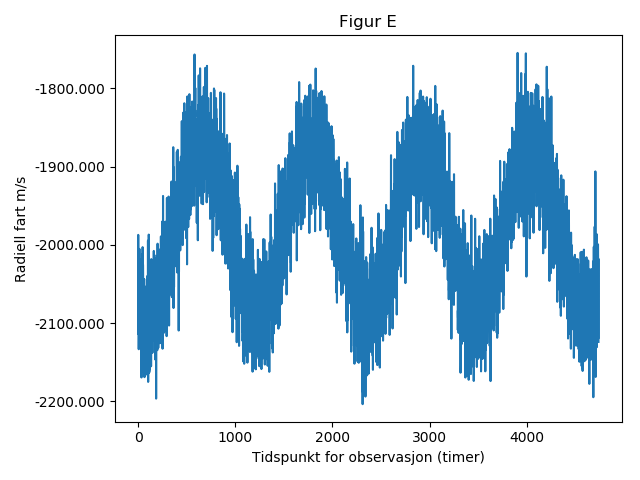 Figur E
-1800.000
-1900.000
-2000.000
-2100.000
-2200.000
Radiell fart m/s
0 1000 2000 3000 4000
Tidspunkt for observasjon (timer)